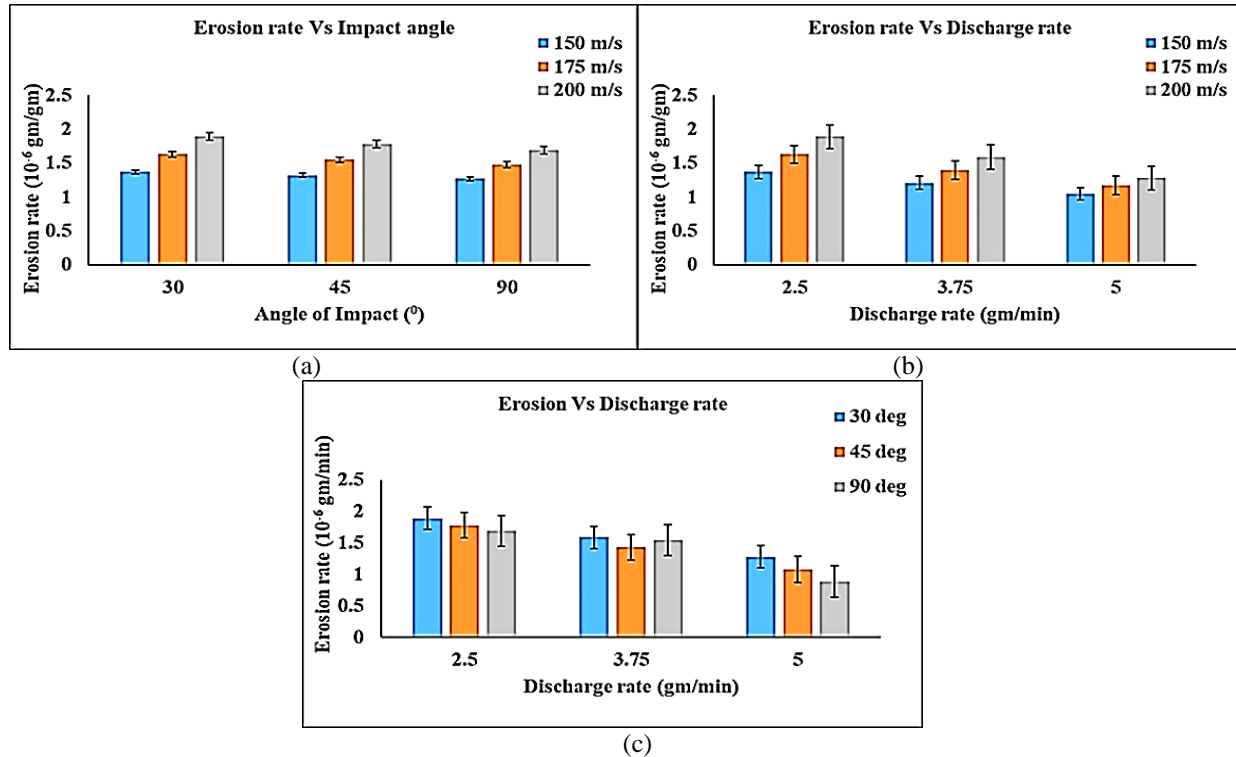 Erosion rate Vs Impact angle
150 m/s
175 m/s
200 m/s
Erosion rate (10⁻⁶ gm/gm)
2.5
2
1.5
1
0.5
0
30 45 90
Angle of Impact (⁰)
(a)
Erosion rate Vs Discharge rate
150 m/s
175 m/s
200 m/s
Erosion rate (10⁻⁶ gm/gm)
2.5
2
1.5
1
0.5
0
2.5 3.75 5
Discharge rate (gm/min)
(b)
Erosion Vs Discharge rate
30 deg
45 deg
90 deg
Erosion rate (10⁻⁶ gm/min)
2.5
2
1.5
1
0.5
0
2.5 3.75 5
Discharge rate (gm/min)
(c)